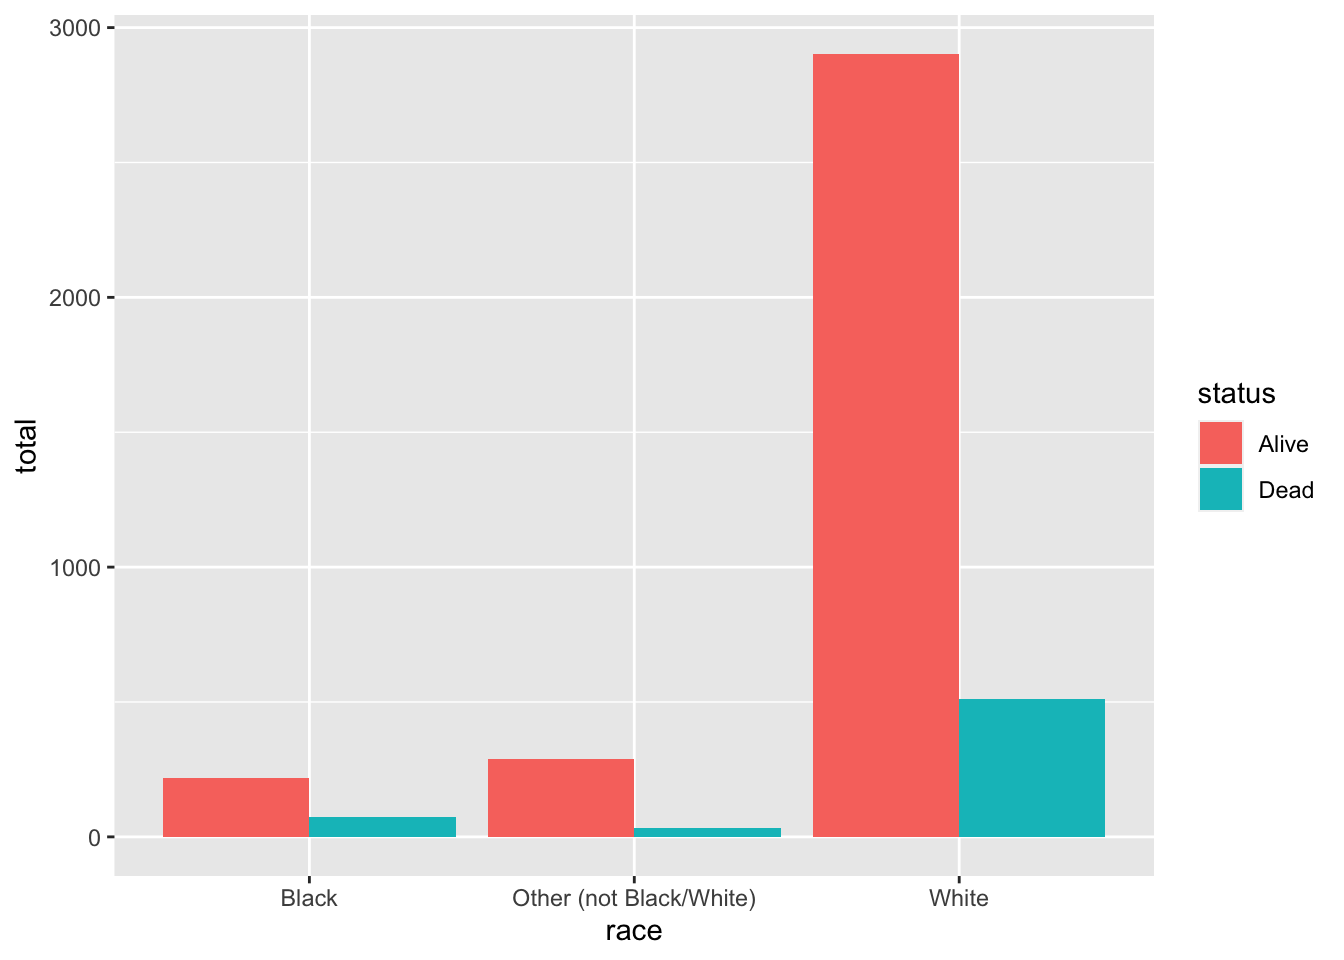 3000
2000
1000
0
total
Black
Other (not Black/White)
White
race
status
Alive
Dead